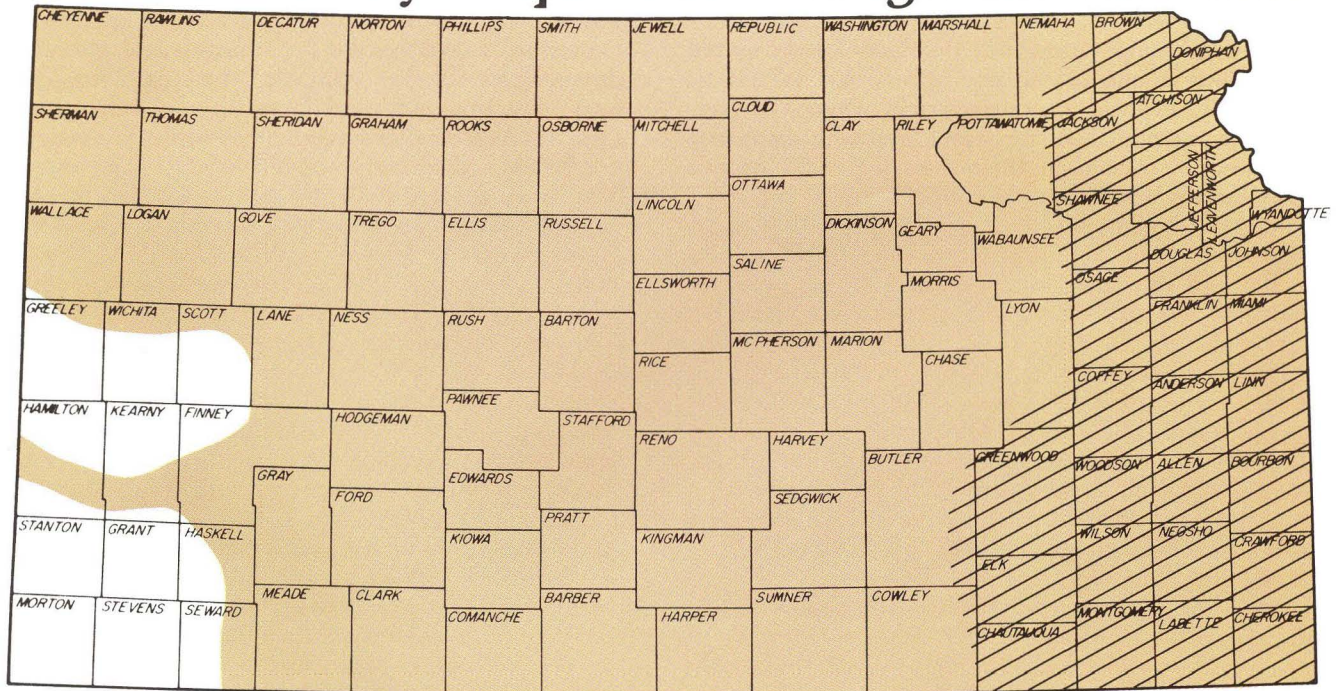 CHEYENNE RAWLINS DECATUR NORTON PHILLIPS SMITH JEWELL REPUBLIC WASHINGTON MARSHALL NEMAHA BROWN
DONIPHAN
CLOUD ATCHISON
SHERMAN THOMAS SHERIDAN GRAHAM ROOKS OSBORNE MITCHELL CLAY RILEY POTTAWATOMIE JACKSON
JEFFERSON
LEAVENWORTH
OTTAWA
SHAWNEE
LINCOLN
WALLACE LOGAN GOVE TREGO ELLIS RUSSELL DICKINSON WYANDOTTE
GEARY WABAUNSEE
SALINE DOUGLAS JOHNSON
ELLSWORTH MORRIS OSAGE
GREELEY WICHITA SCOTT LANE NESS RUSH BARTON LYON FRANKLIN MIAMI
MC PHERSON MARION
RICE CHASE
COFFEY ANDERSON LINN
PAWNEE
HAMILTON KEARNY FINNEY HODGEMAN STAFFORD
RENO HARVEY
BUTLER GREENWOOD WOODSON ALLEN BOURBON
GRAY EDWARDS
FORD SEDGWICK
PRATT
STANTON GRANT HASKELL KIOWA KINGMAN WILSON NEOSHO CRAWFORD
ELK
MEADE CLARK BARBER SUMNER COWLEY
MORTON STEVENS SEWARD COMANCHE HARPER MONTGOMERY LABETTE CHEROKEE
CHAUTAUQUA